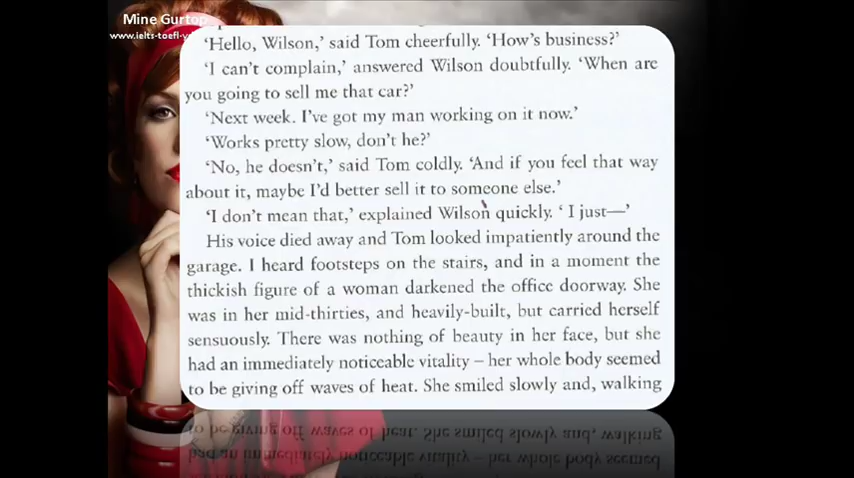 Mine Gurtop
www.ielts-toefl-y
'Hello, Wilson,' said Tom cheerfully. 'How's business?'
'I can't complain,' answered Wilson doubtfully. 'When are
you going to sell me that car?'
'Next week. I've got my man working on it now.'
'Works pretty slow, don't he?'
'No, he doesn't,' said Tom coldly. 'And if you feel that way
about it, maybe I'd better sell it to someone else.'
'I don't mean that,' explained Wilson quickly. ' I just—'
His voice died away and Tom looked impatiently around the
garage. I heard footsteps on the stairs, and in a moment the
thickish figure of a woman darkened the office doorway. She
was in her mid-thirties, and heavily-built, but carried herself
sensuously. There was nothing of beauty in her face, but she
had an immediately noticeable vitality – her whole body seemed
to be giving off waves of heat. She smiled slowly and, walking